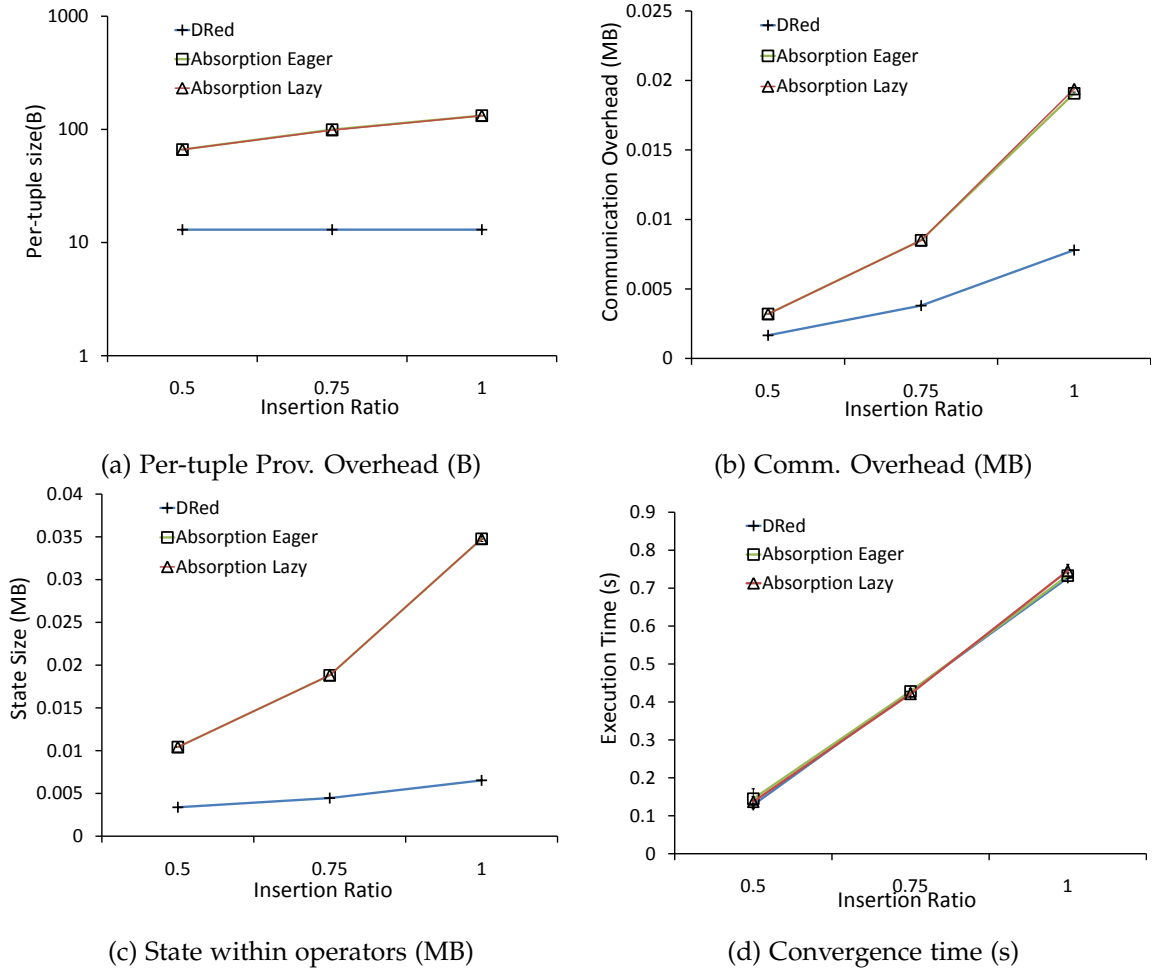 1000
100
10
1
Per-tuple size(B)
DRed
Absorption Eager
Absorption Lazy
0.5
0.75
1
Insertion Ratio
(a) Per-tuple Prov. Overhead (B)
0.025
0.02
0.015
0.01
0.005
0
Communication Overhead (MB)
DRed
Absorption Eager
Absorption Lazy
0.5
0.75
1
Insertion Ratio
(b) Comm. Overhead (MB)
0.04
0.035
0.03
0.025
0.02
0.015
0.01
0.005
0
State Size (MB)
DRed
Absorption Eager
Absorption Lazy
0.5
0.75
1
Insertion Ratio
(c) State within operators (MB)
0.9
0.8
0.7
0.6
0.5
0.4
0.3
0.2
0.1
0
Execution Time (s)
DRed
Absorption Eager
Absorption Lazy
0.5
0.75
1
Insertion Ratio
(d) Convergence time (s)